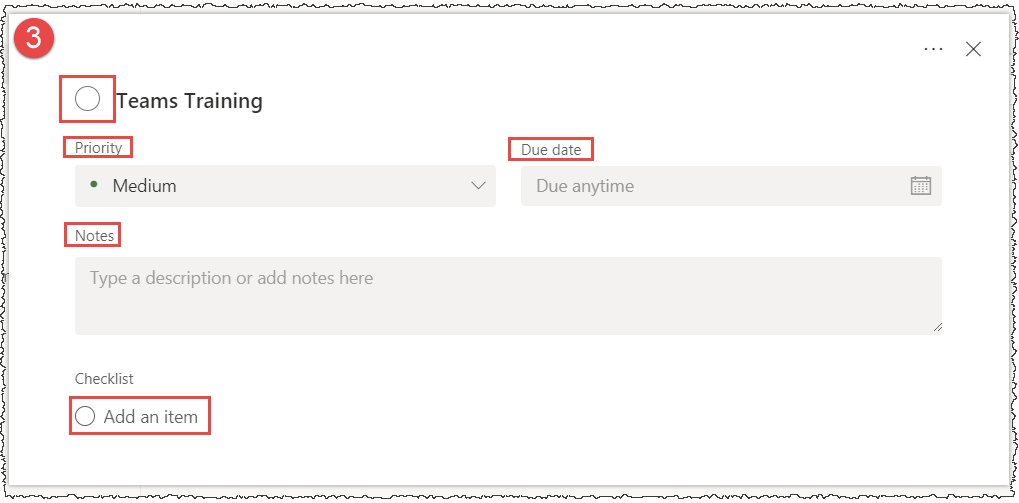 3
Teams Training
Priority
Due date
Medium
Due anytime
Notes
Type a description or add notes here
Checklist
Add an item